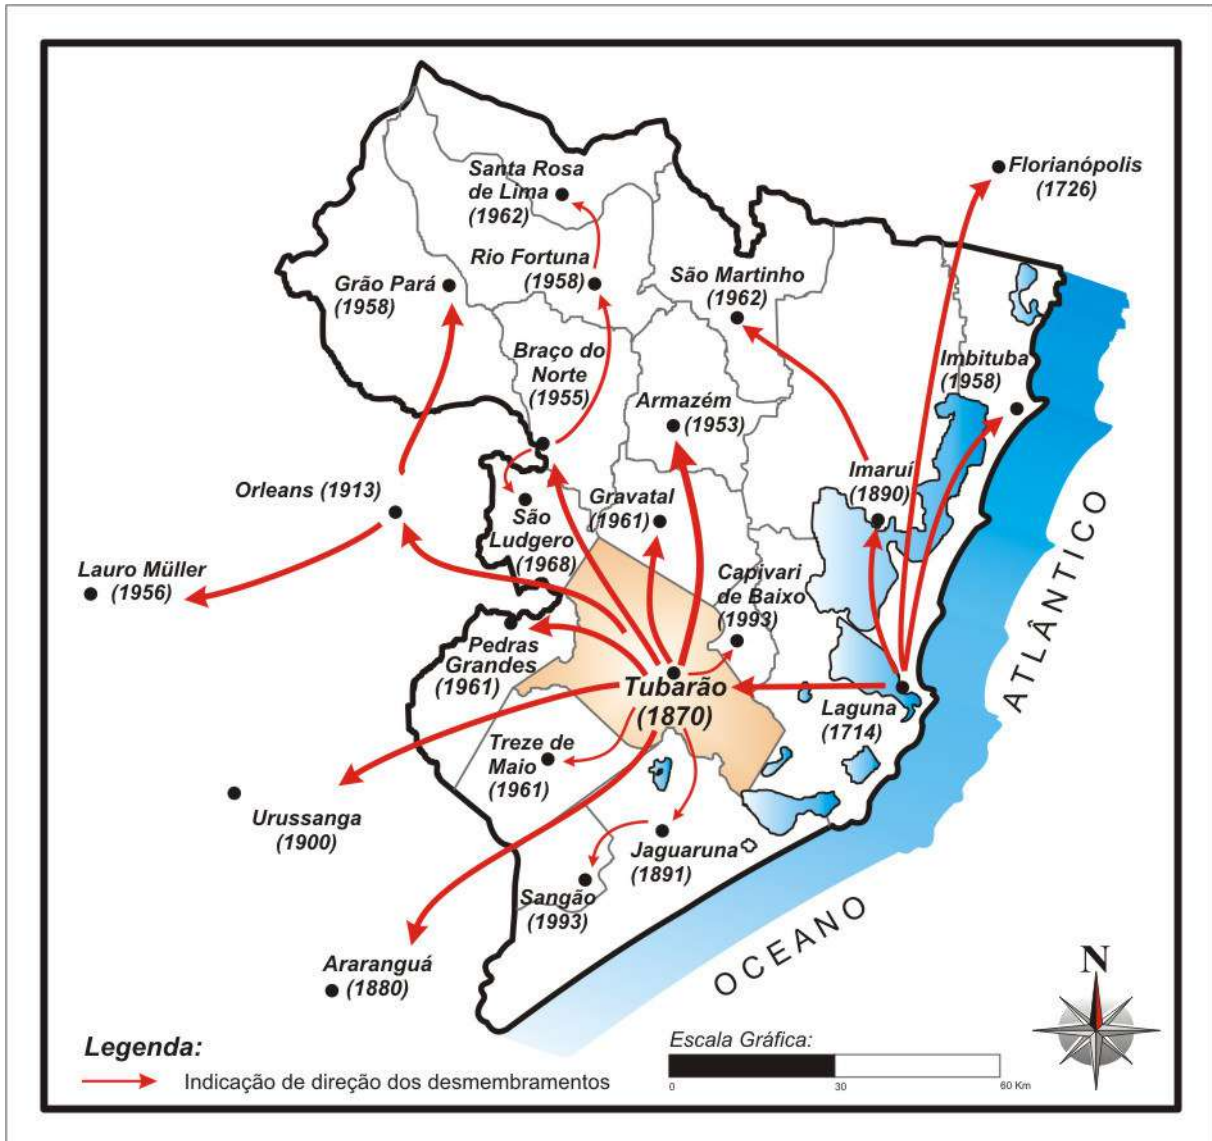 Santa Rosa
de Lima
(1962)
Florianópolis
(1726)
Rio Fortuna
(1958)
São Martinho
(1962)
Grão Pará
(1958)
Braço do
Norte
(1955)
Imbituba
(1958)
Armazém
(1953)
Imaruí
(1890)
Orleans (1913)
Gravatal
(1961)
São
Ludgero
(1968)
Lauro Müller
(1956)
Capivari
de Baixo
(1993)
Pedras
Grandes
(1961)
Tubarão
(1870)
Laguna
(1714)
Treze de
Maio
(1961)
Urussanga
(1900)
Jaguaruna
(1891)
Sangão
(1993)
Araranguá
(1880)
OCEANO
ATLÂNTICO
N
Legenda:
Indicação de direção dos desmembramentos
Escala Gráfica:
0 30 60 Km